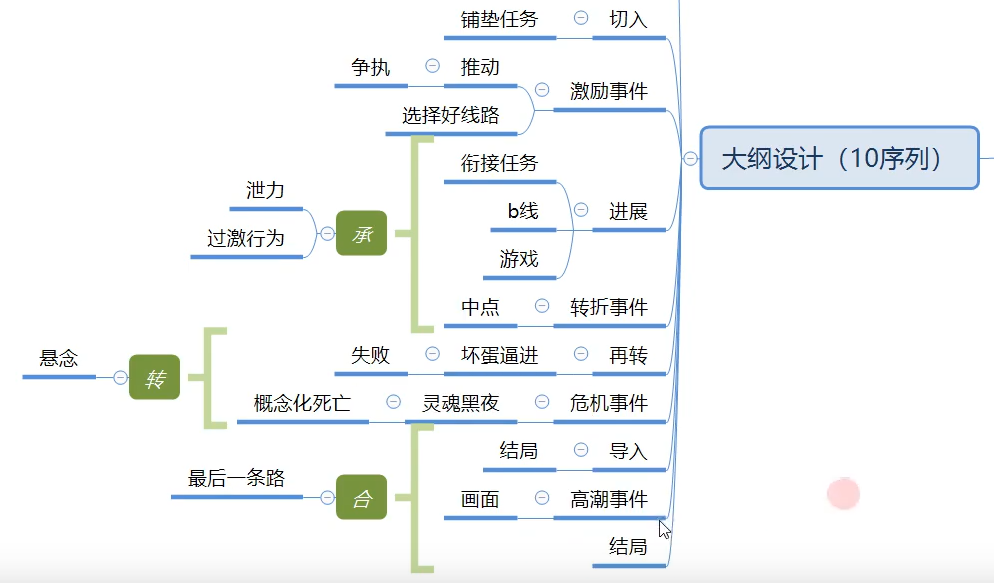 大纲设计（10序列）
切入
铺垫任务
激励事件
推动
争执
选择好线路
进展
衔接任务
b线
游戏
转折事件
中点
承
泄力
过激行为
再转
坏蛋逼进
失败
危机事件
灵魂黑夜
概念化死亡
转
悬念
导入
结局
高潮事件
画面
结局
合
最后一条路